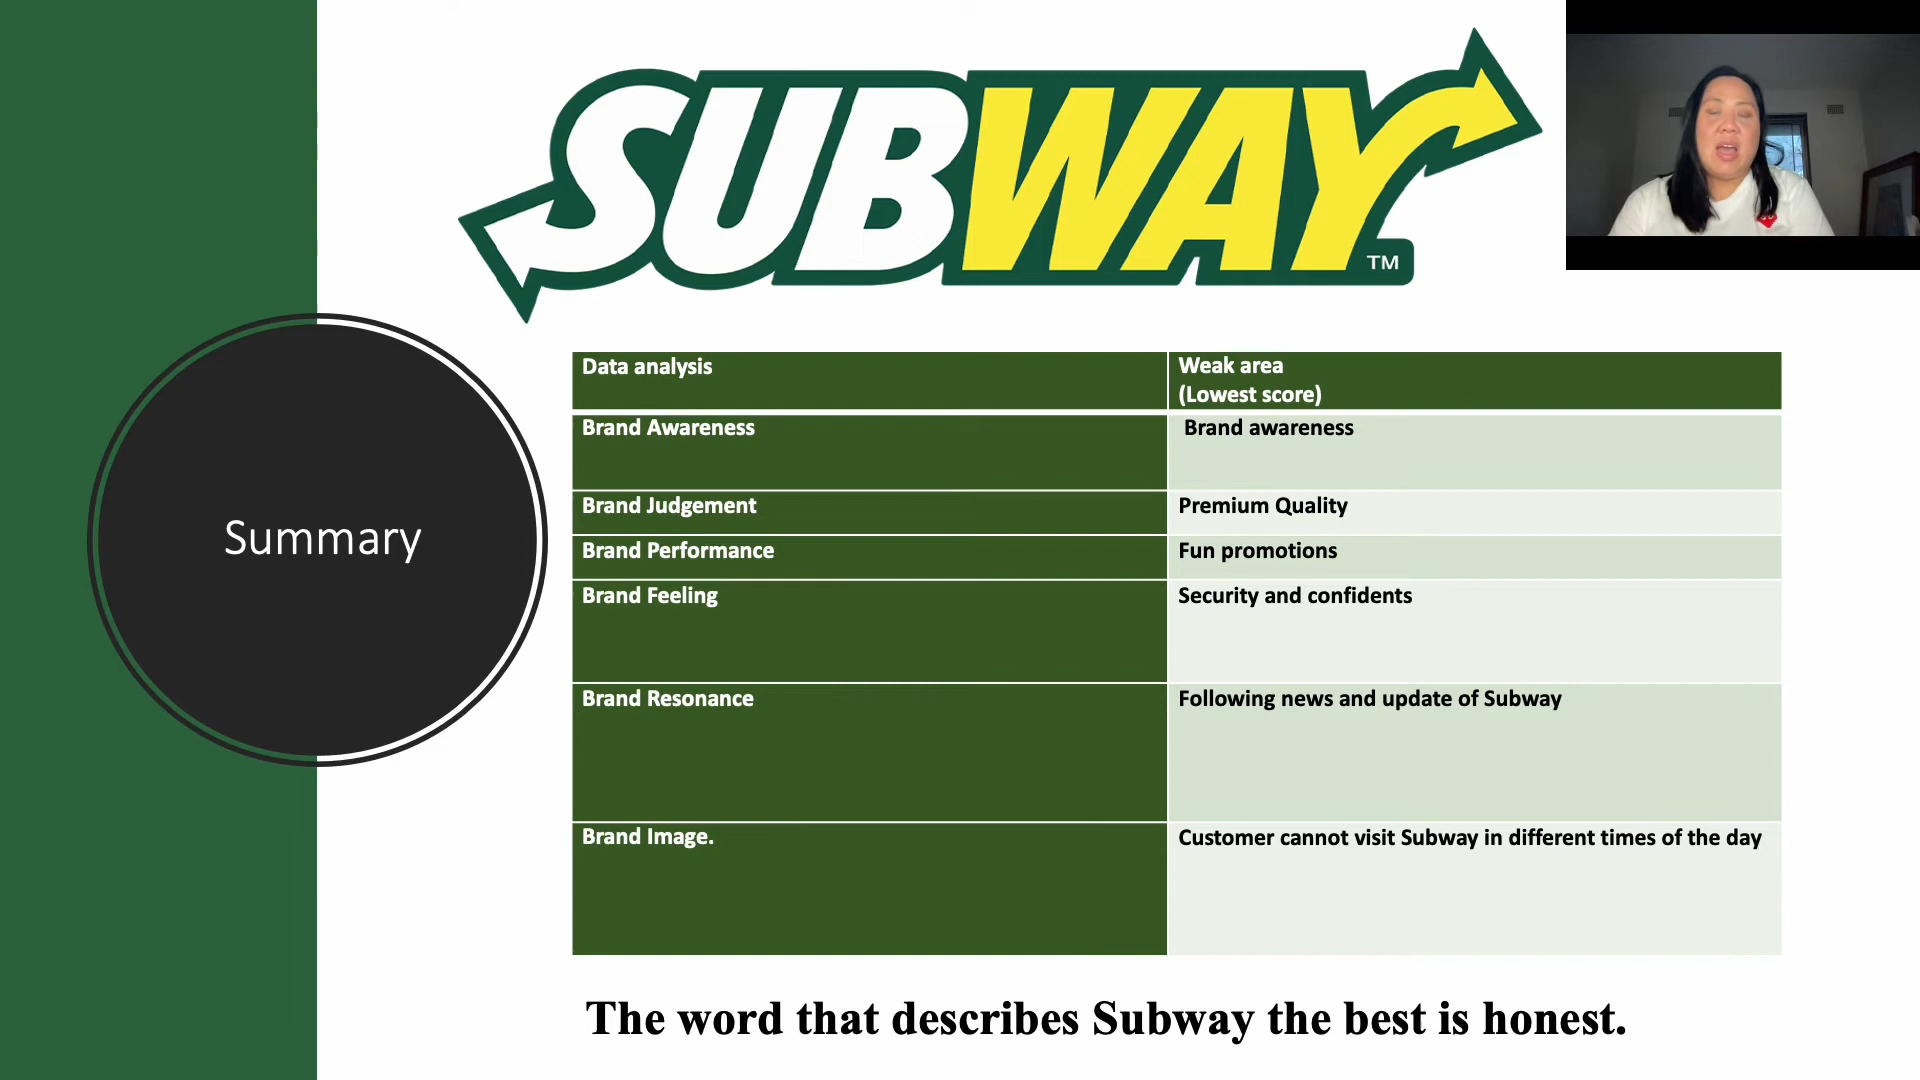 SUBWAY
TM
Summary
Data analysis
Weak area
(Lowest score)
Brand Awareness
Brand awareness
Brand Judgement
Premium Quality
Brand Performance
Fun promotions
Brand Feeling
Security and confidents
Brand Resonance
Following news and update of Subway
Brand Image.
Customer cannot visit Subway in different times of the day
The word that describes Subway the best is honest.